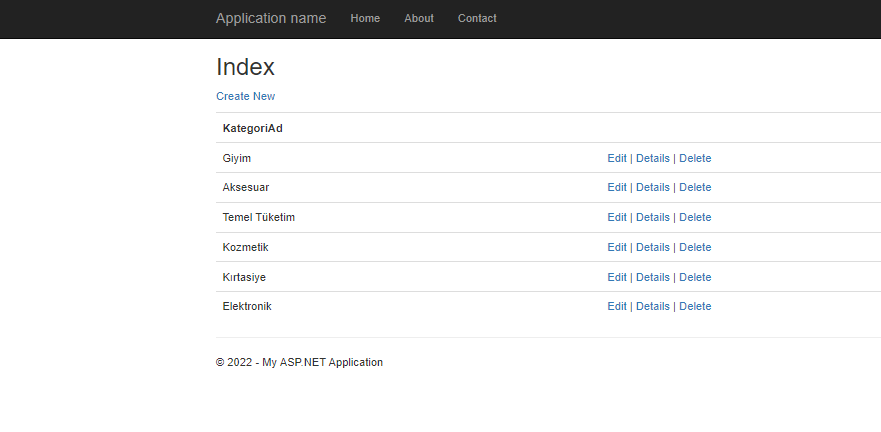 Application name Home About Contact
Index
Create New
KategoriAd
Giyim Edit | Details | Delete
Aksesuar Edit | Details | Delete
Temel Tüketim Edit | Details | Delete
Kozmetik Edit | Details | Delete
Kırtasiye Edit | Details | Delete
Elektronik Edit | Details | Delete
© 2022 - My ASP.NET Application